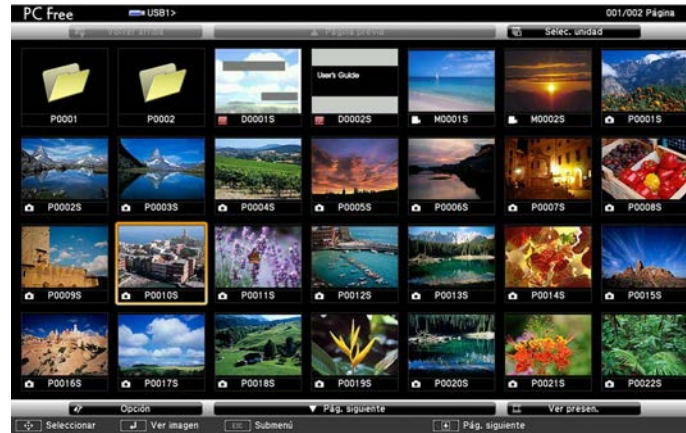 PC Free USB1> 001/002 Página
Volver arriba ▲ Página previa Selec. unidad
User's Guide
P0001 P0002 D0001S D0002S M0001S M0002S P0001S
P0002S P0003S P0004S P0005S P0006S P0007S P0008S
P0009S P0010S P0011S P0012S P0013S P0014S P0015S
P0016S P0017S P0018S P0019S P0020S P0021S P0022S
Opción ▼ Pág. siguiente Ver presen.
Seleccionar Ver imagen Esc Submenú [+] Pág. siguiente